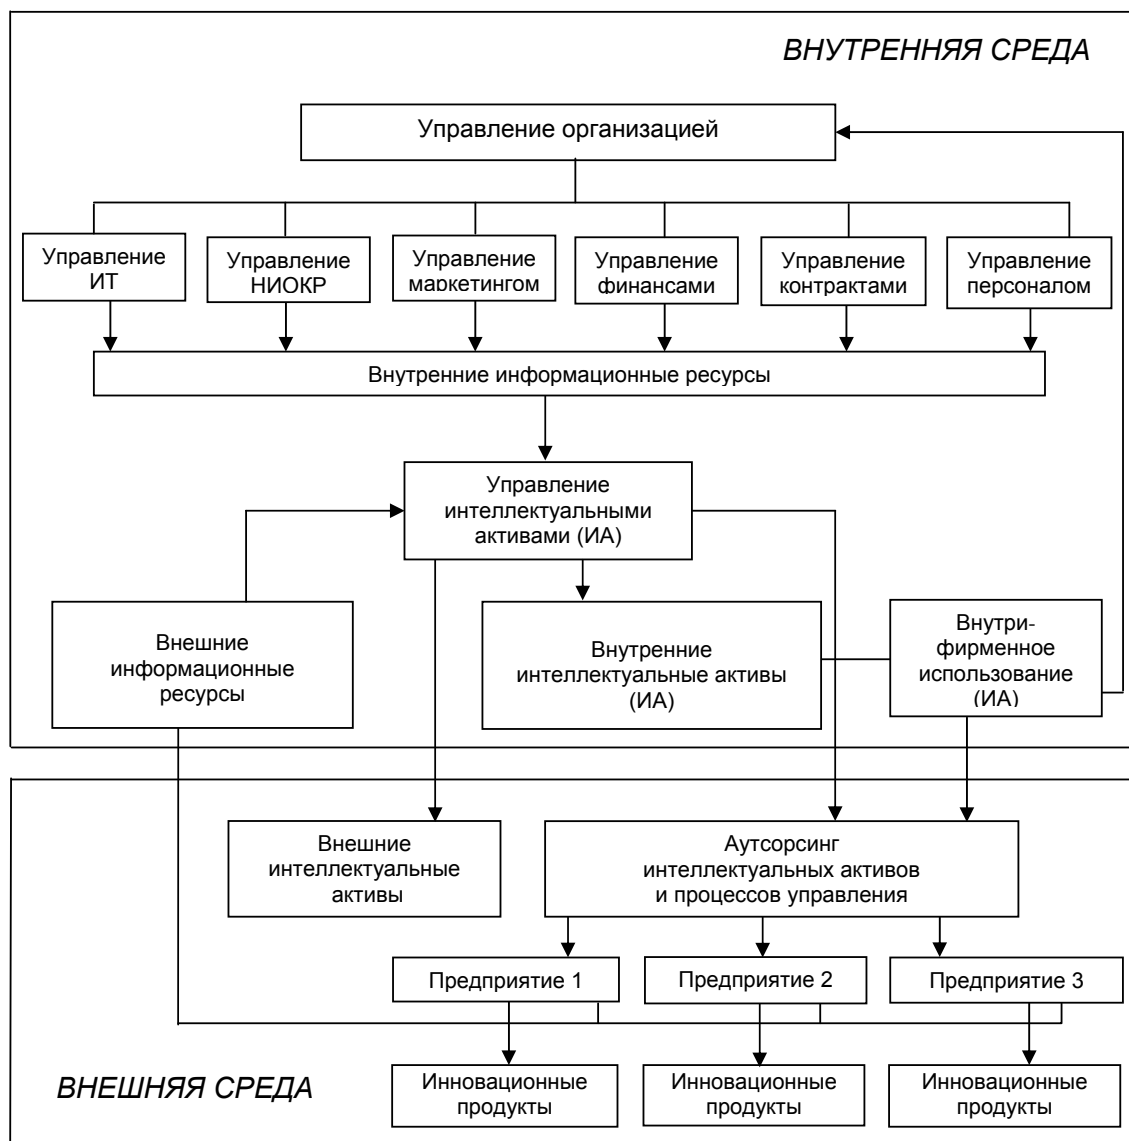 ВНУТРЕННЯЯ СРЕДА
Управление организацией
Управление
ИТ
Управление
НИОКР
Управление
маркетингом
Управление
финансами
Управление
контрактами
Управление
персоналом
Внутренние информационные ресурсы
Управление
интеллектуальными
активами (ИА)
Внешние
информационные
ресурсы
Внутренние
интеллектуальные активы
(ИА)
Внутри-
фирменное
использование
(ИА)
Внешние
интеллектуальные
активы
Аутсорсинг
интеллектуальных активов
и процессов управления
Предприятие 1
Предприятие 2
Предприятие 3
ВНЕШНЯЯ СРЕДА
Инновационные
продукты
Инновационные
продукты
Инновационные
продукты